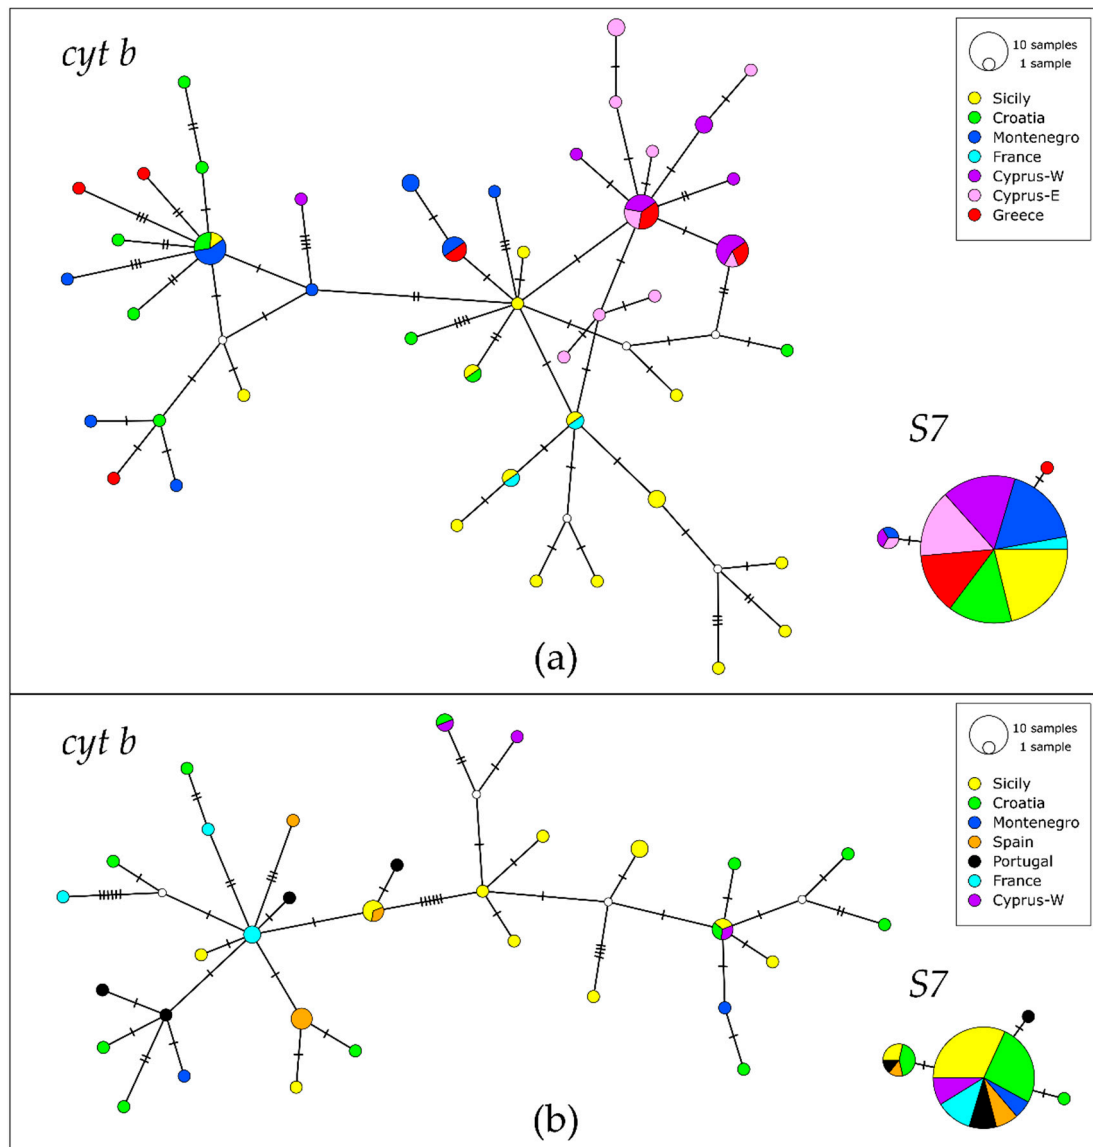 cyt b
10 samples
1 sample
Sicily
Croatia
Montenegro
France
Cyprus-W
Cyprus-E
Greece
S7
(a)
cyt b
10 samples
1 sample
Sicily
Croatia
Montenegro
Spain
Portugal
France
Cyprus-W
S7
(b)